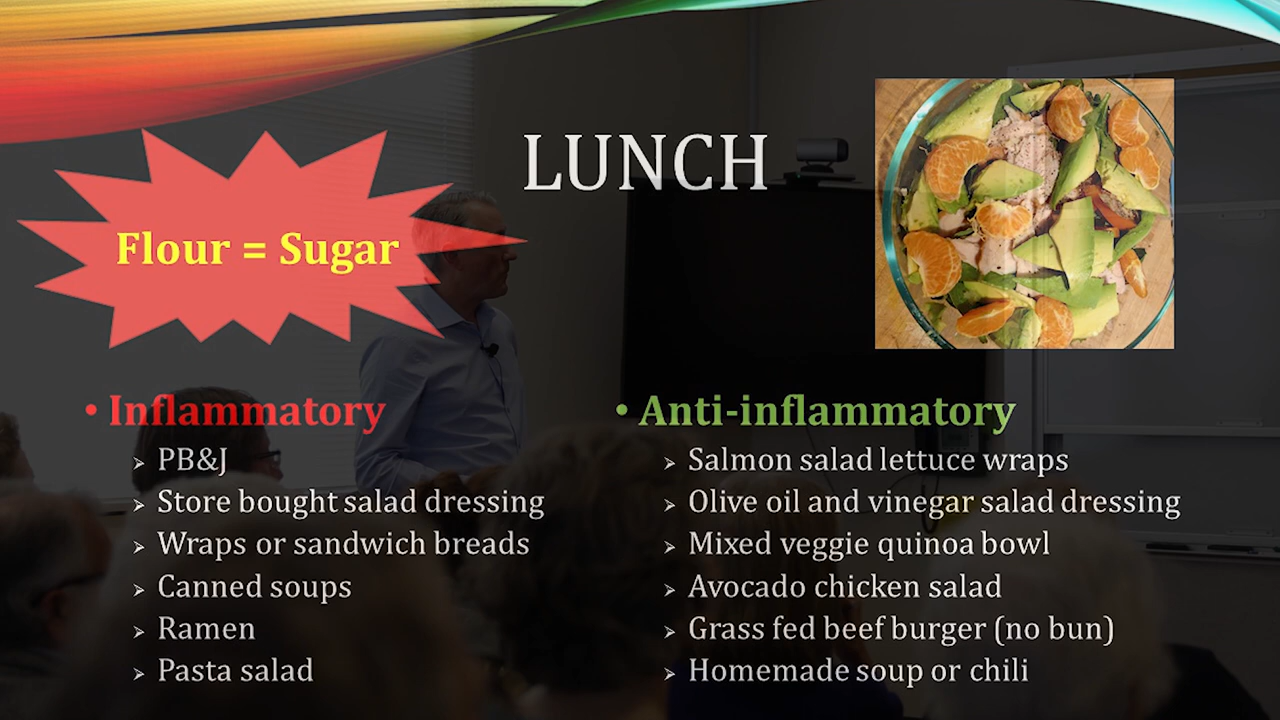 LUNCH
Flour = Sugar
• Inflammatory
➢ PB&J
➢ Store bought salad dressing
➢ Wraps or sandwich breads
➢ Canned soups
➢ Ramen
➢ Pasta salad
• Anti-inflammatory
➢ Salmon salad lettuce wraps
➢ Olive oil and vinegar salad dressing
➢ Mixed veggie quinoa bowl
➢ Avocado chicken salad
➢ Grass fed beef burger (no bun)
➢ Homemade soup or chili